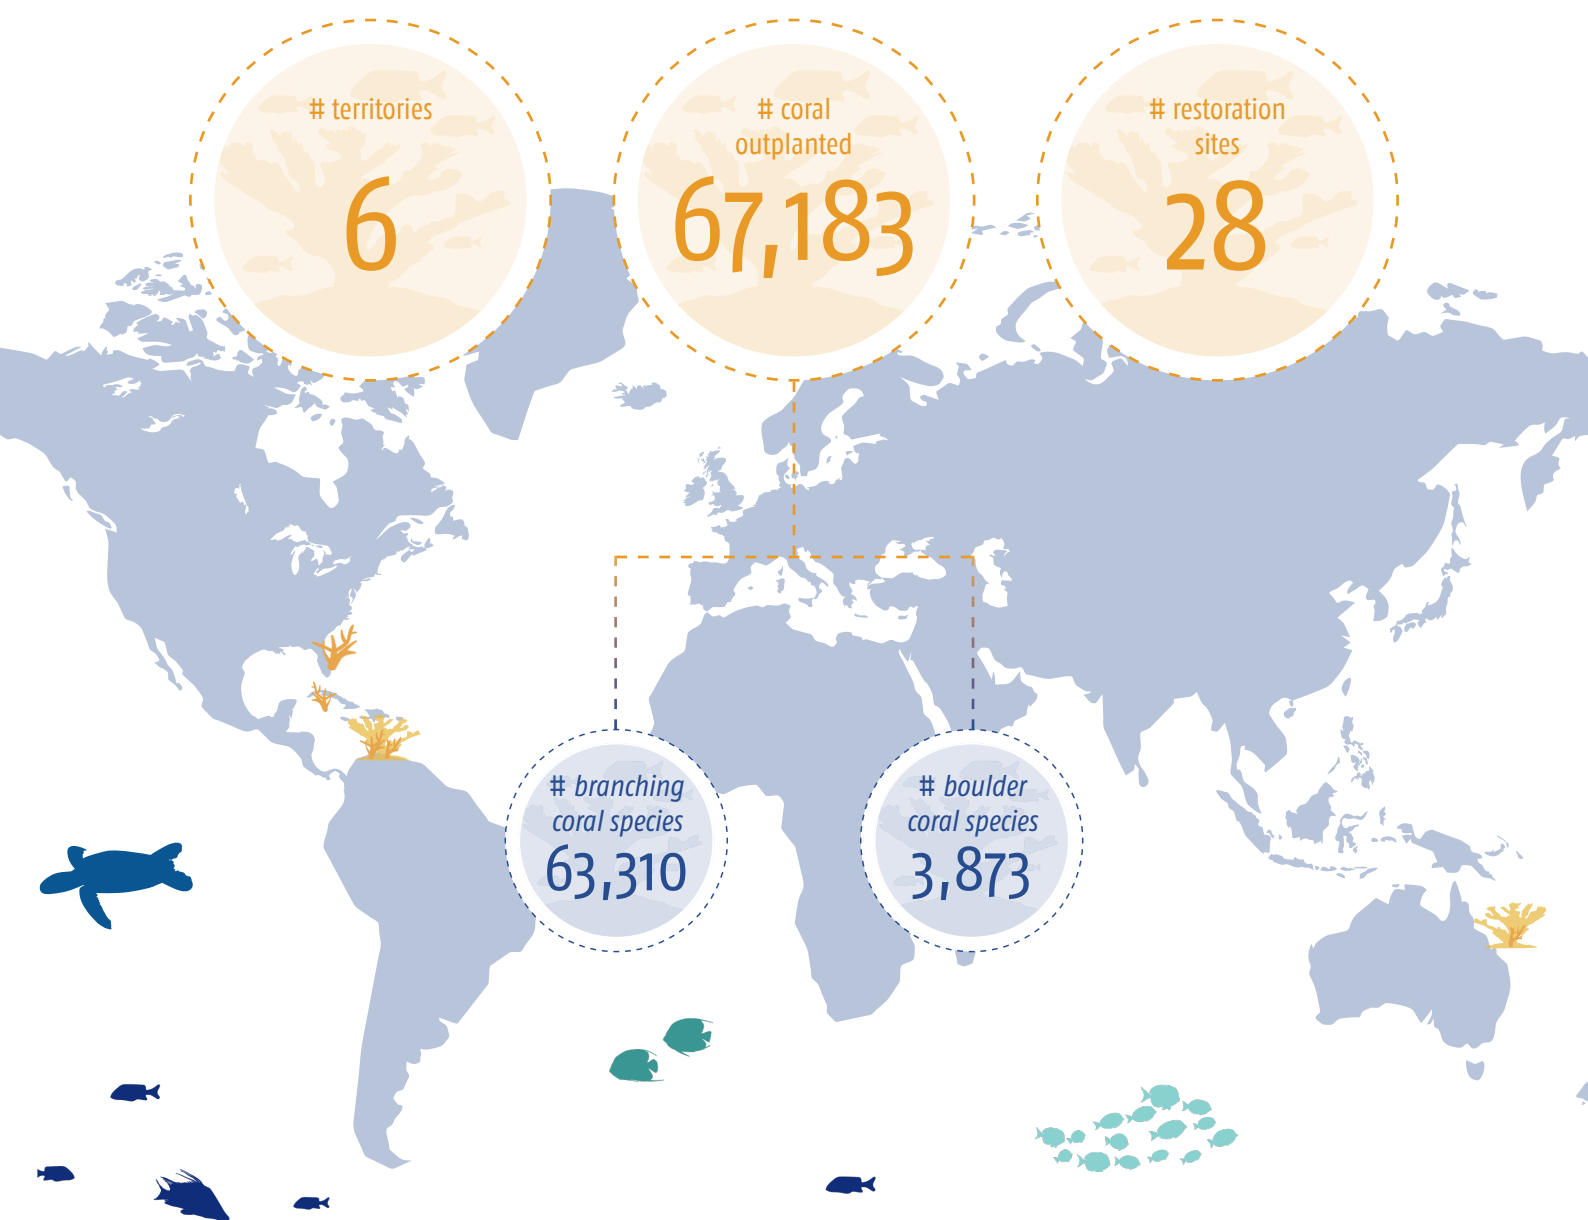 # territories
6
# coral
outplanted
67,183
# restoration
sites
28
# branching
coral species
63,310
# boulder
coral species
3,873